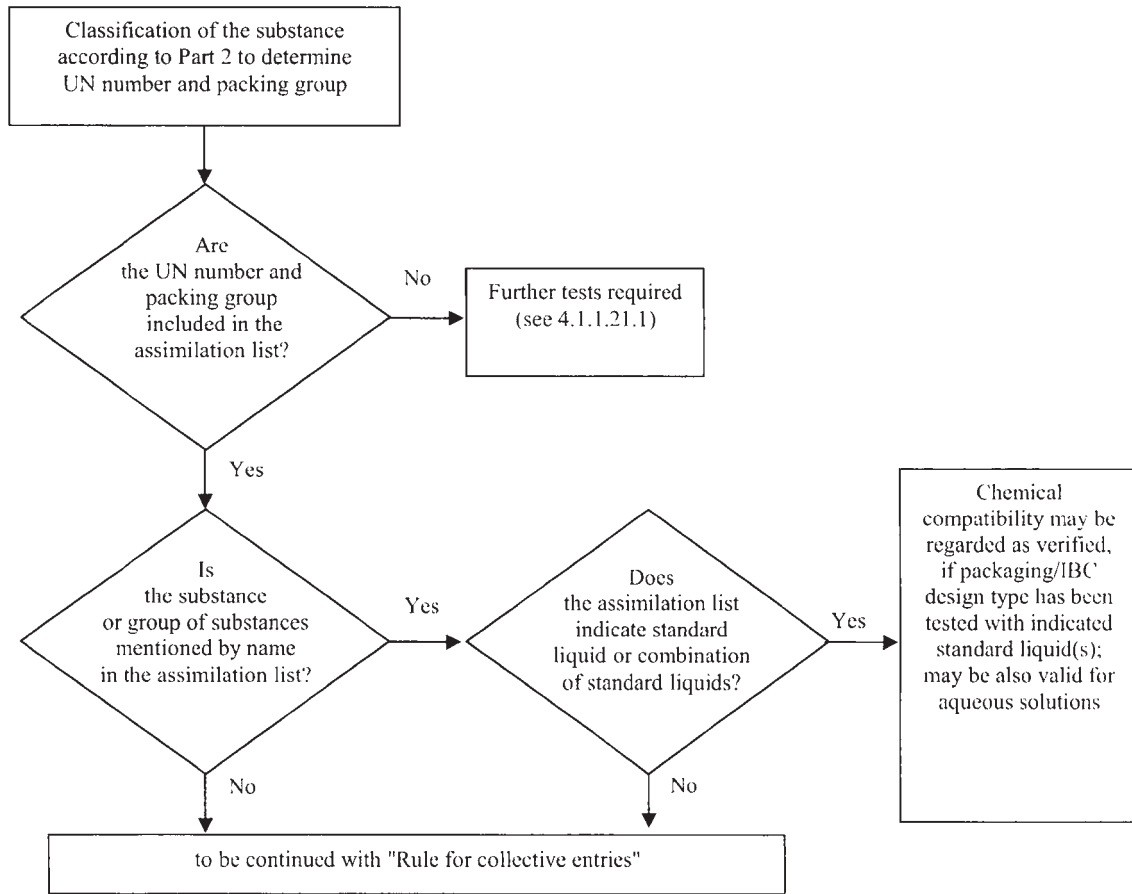 Classification of the substance
according to Part 2 to determine
UN number and packing group
Are
the UN number and
packing group
included in the
assimilation list?
No
Further tests required
(see 4.1.1.21.1)
Yes
Is
the substance
or group of substances
mentioned by name
in the assimilation list?
Yes
Does
the assimilation list
indicate standard
liquid or combination
of standard liquids?
Yes
Chemical
compatibility may be
regarded as verified,
if packaging/IBC
design type has been
tested with indicated
standard liquid(s);
may be also valid for
aqueous solutions
No
No
to be continued with "Rule for collective entries"